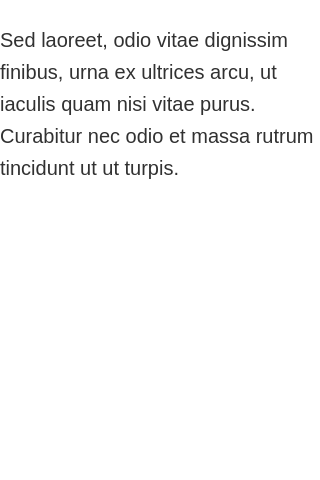 Sed laoreet, odio vitae dignissim
finibus, urna ex ultrices arcu, ut
iaculis quam nisi vitae purus.
Curabitur nec odio et massa rutrum
tincidunt ut ut turpis.